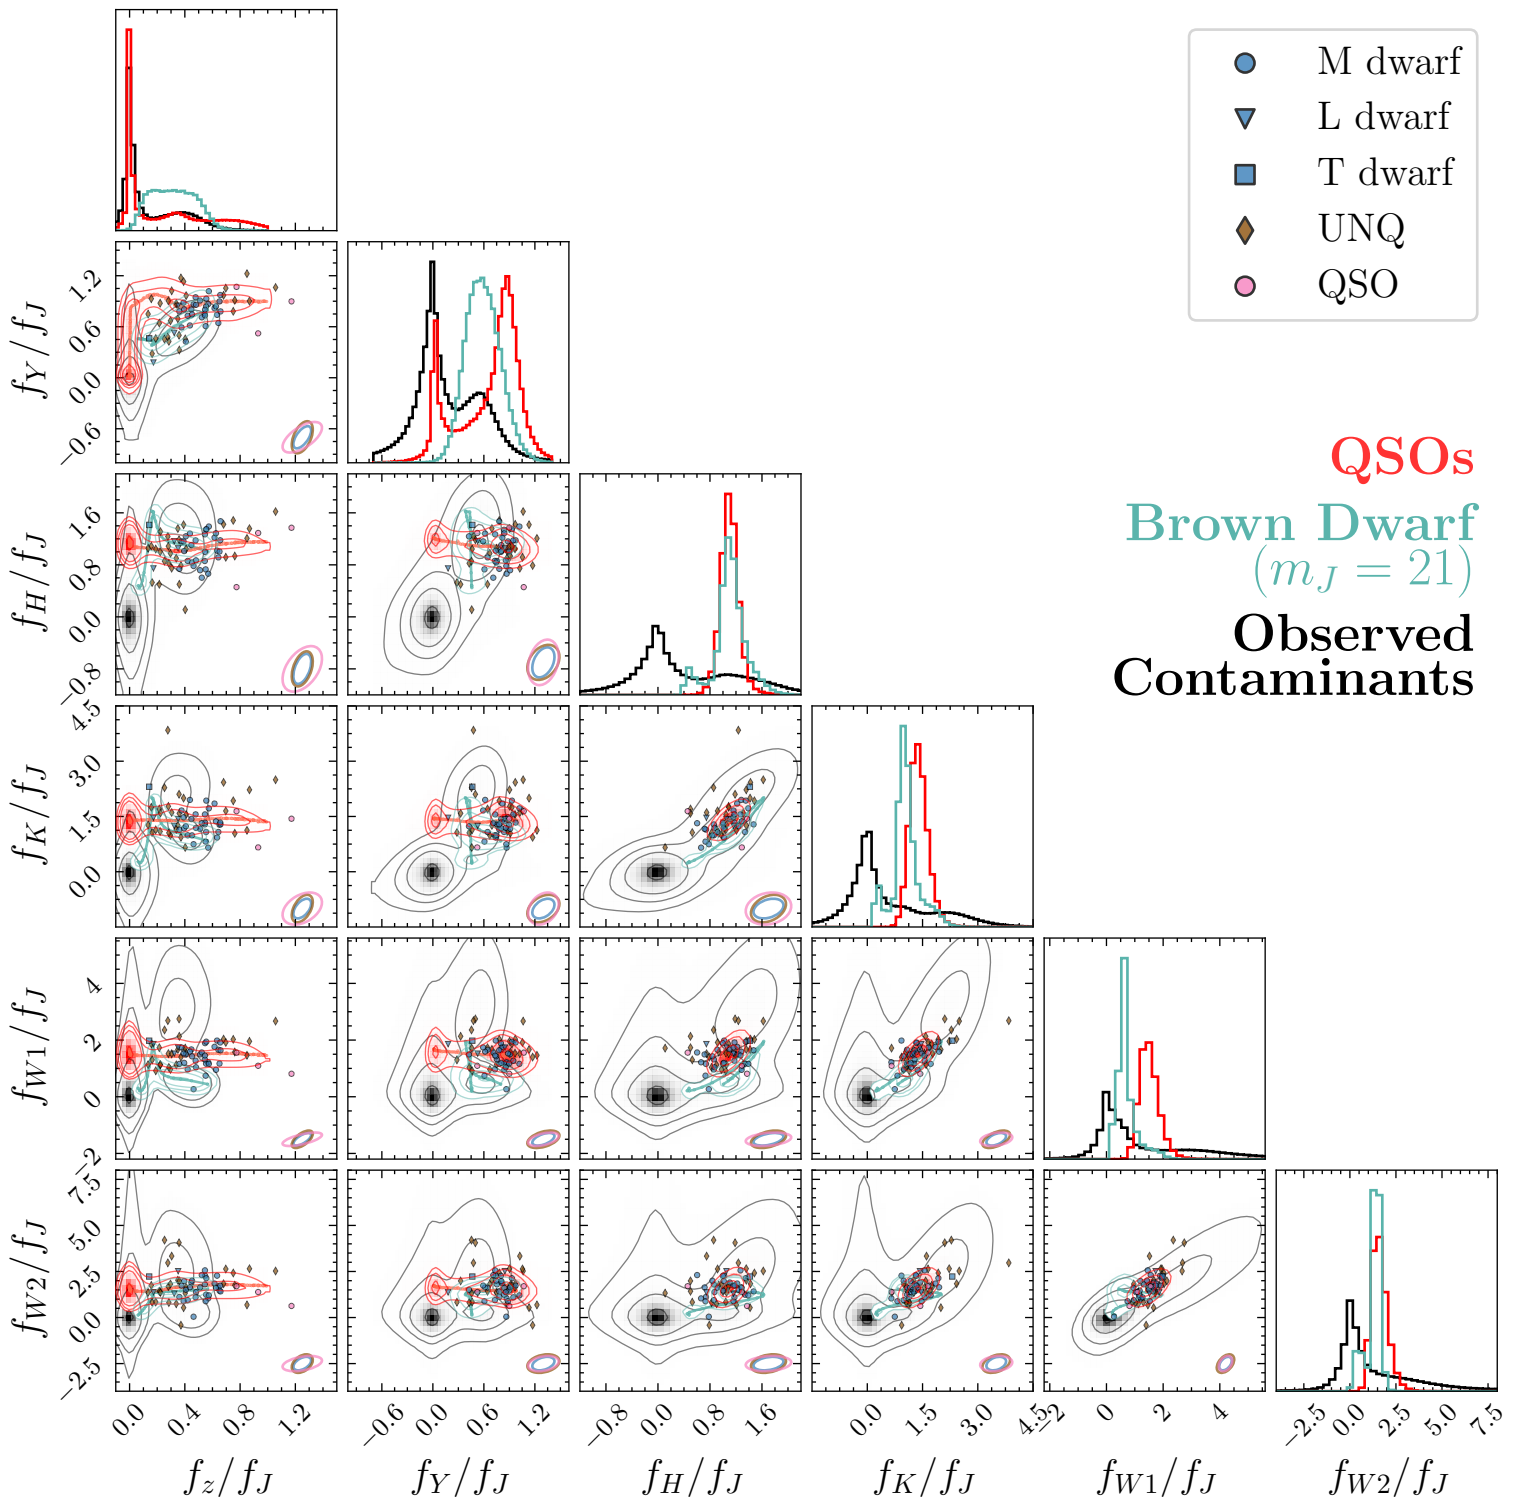 M dwarf
L dwarf
T dwarf
UNQ
QSO
QSOs
Brown Dwarf
(m_J = 21)
Observed
Contaminants
f_Y/f_J
1.2
0.6
0.0
−0.6
f_H/f_J
1.6
0.8
0.0
−0.8
f_K/f_J
4.5
3.0
1.5
0.0
f_W1/f_J
4
2
0
−2
f_W2/f_J
7.5
5.0
2.5
0.0
−2.5
0.0 0.4 0.8 1.2
−0.6 0.0 0.6 1.2
−0.8 0.0 0.8 1.6
0.0 1.5 3.0 4.5
−2 0 2 4
−2.5 0.0 2.5 5.0 7.5
f_z/f_J f_Y/f_J f_H/f_J f_K/f_J f_W1/f_J f_W2/f_J